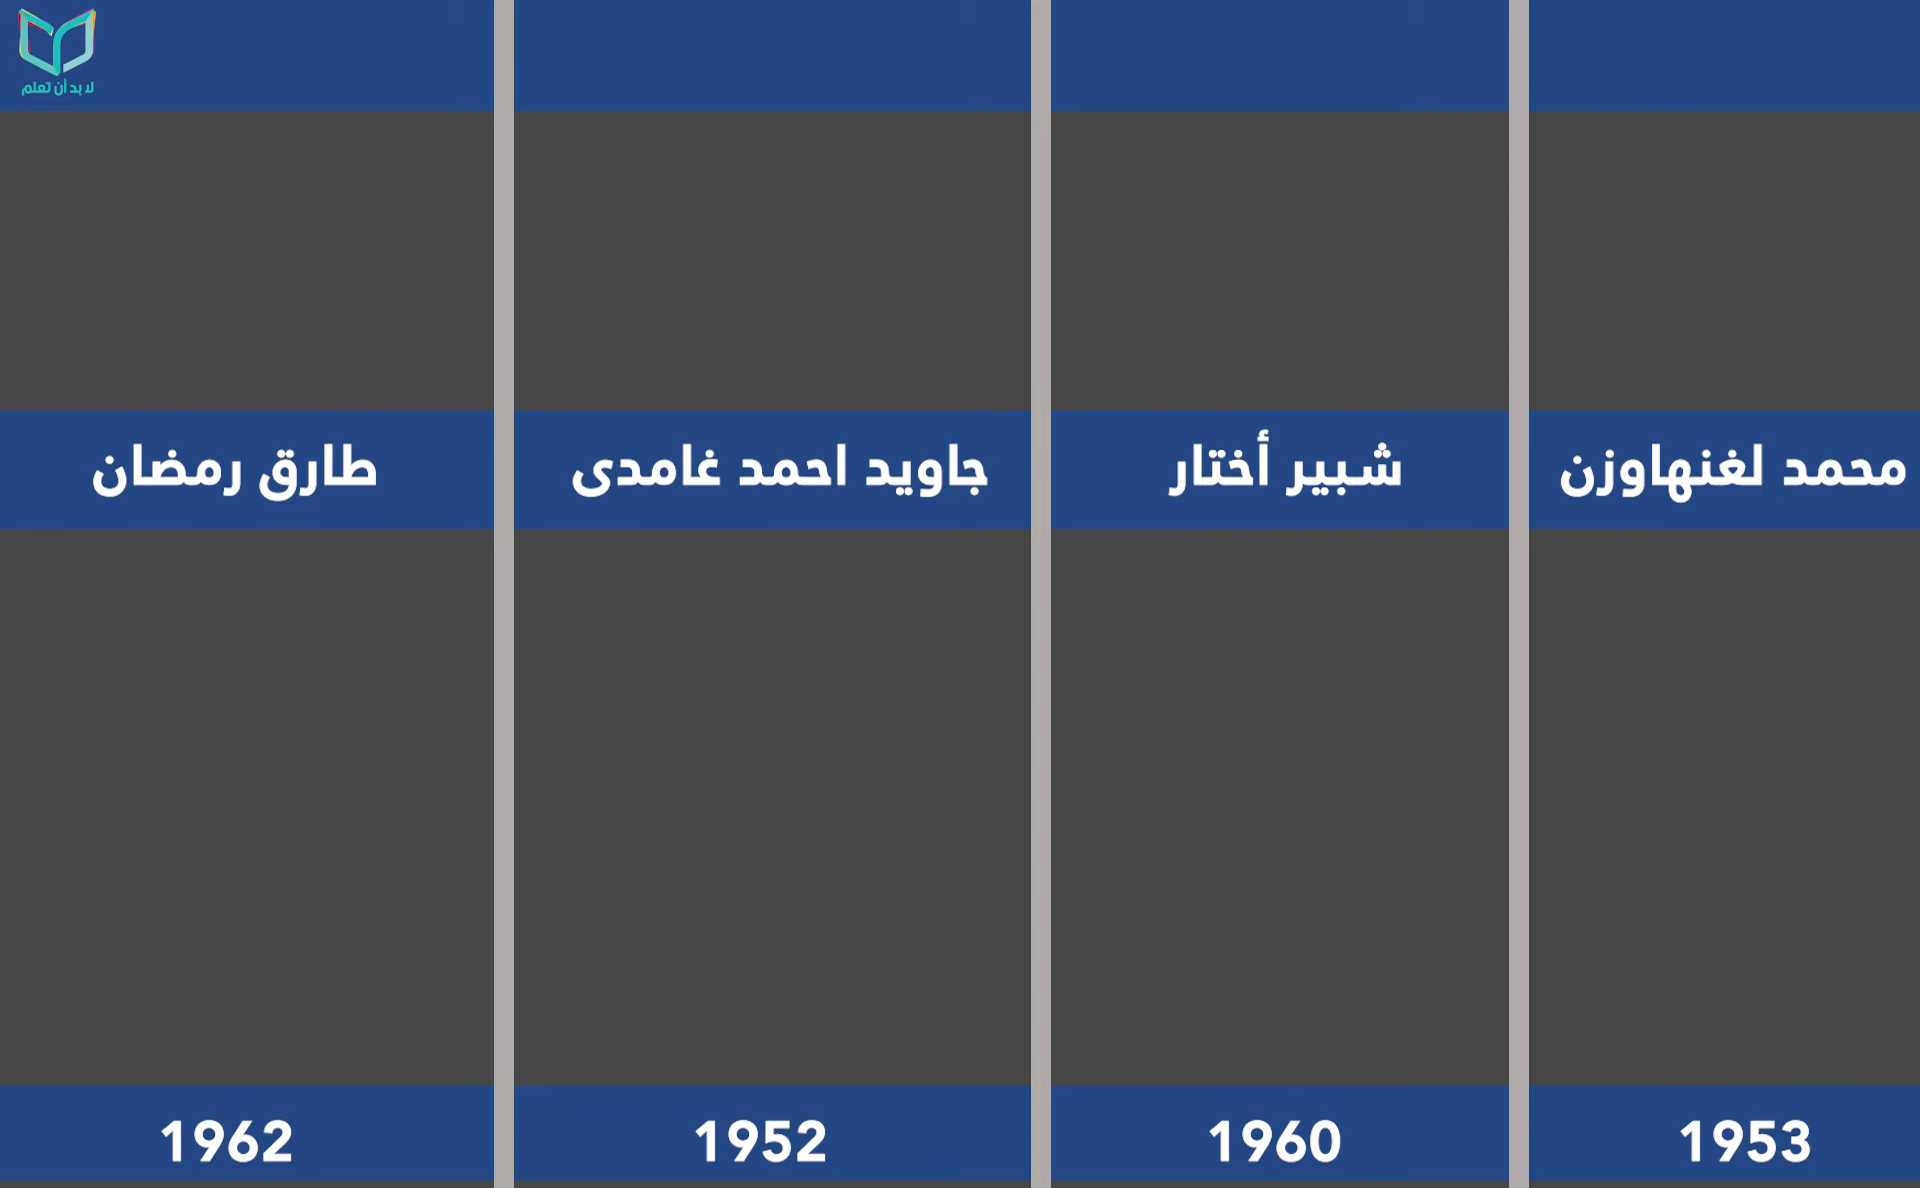 لا بد أن تعلم
محمد لغنهاوزن
شبير أختار
جاويد احمد غامدى
طارق رمضان
1953
1960
1952
1962